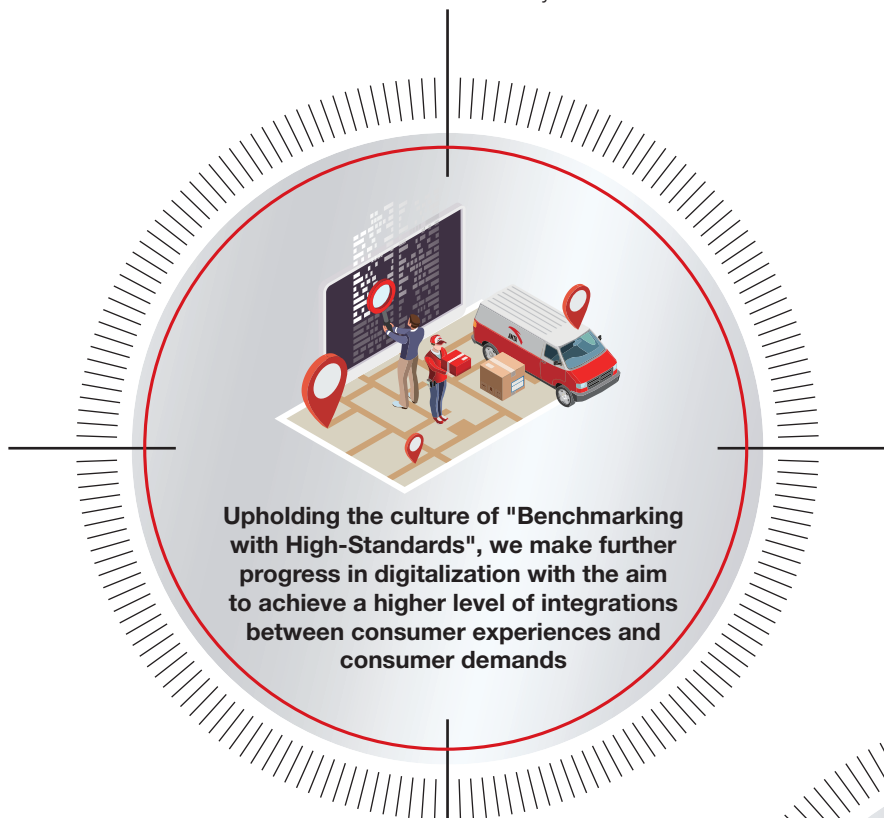 Upholding the culture of "Benchmarking
with High-Standards", we make further
progress in digitalization with the aim
to achieve a higher level of integrations
between consumer experiences and
consumer demands